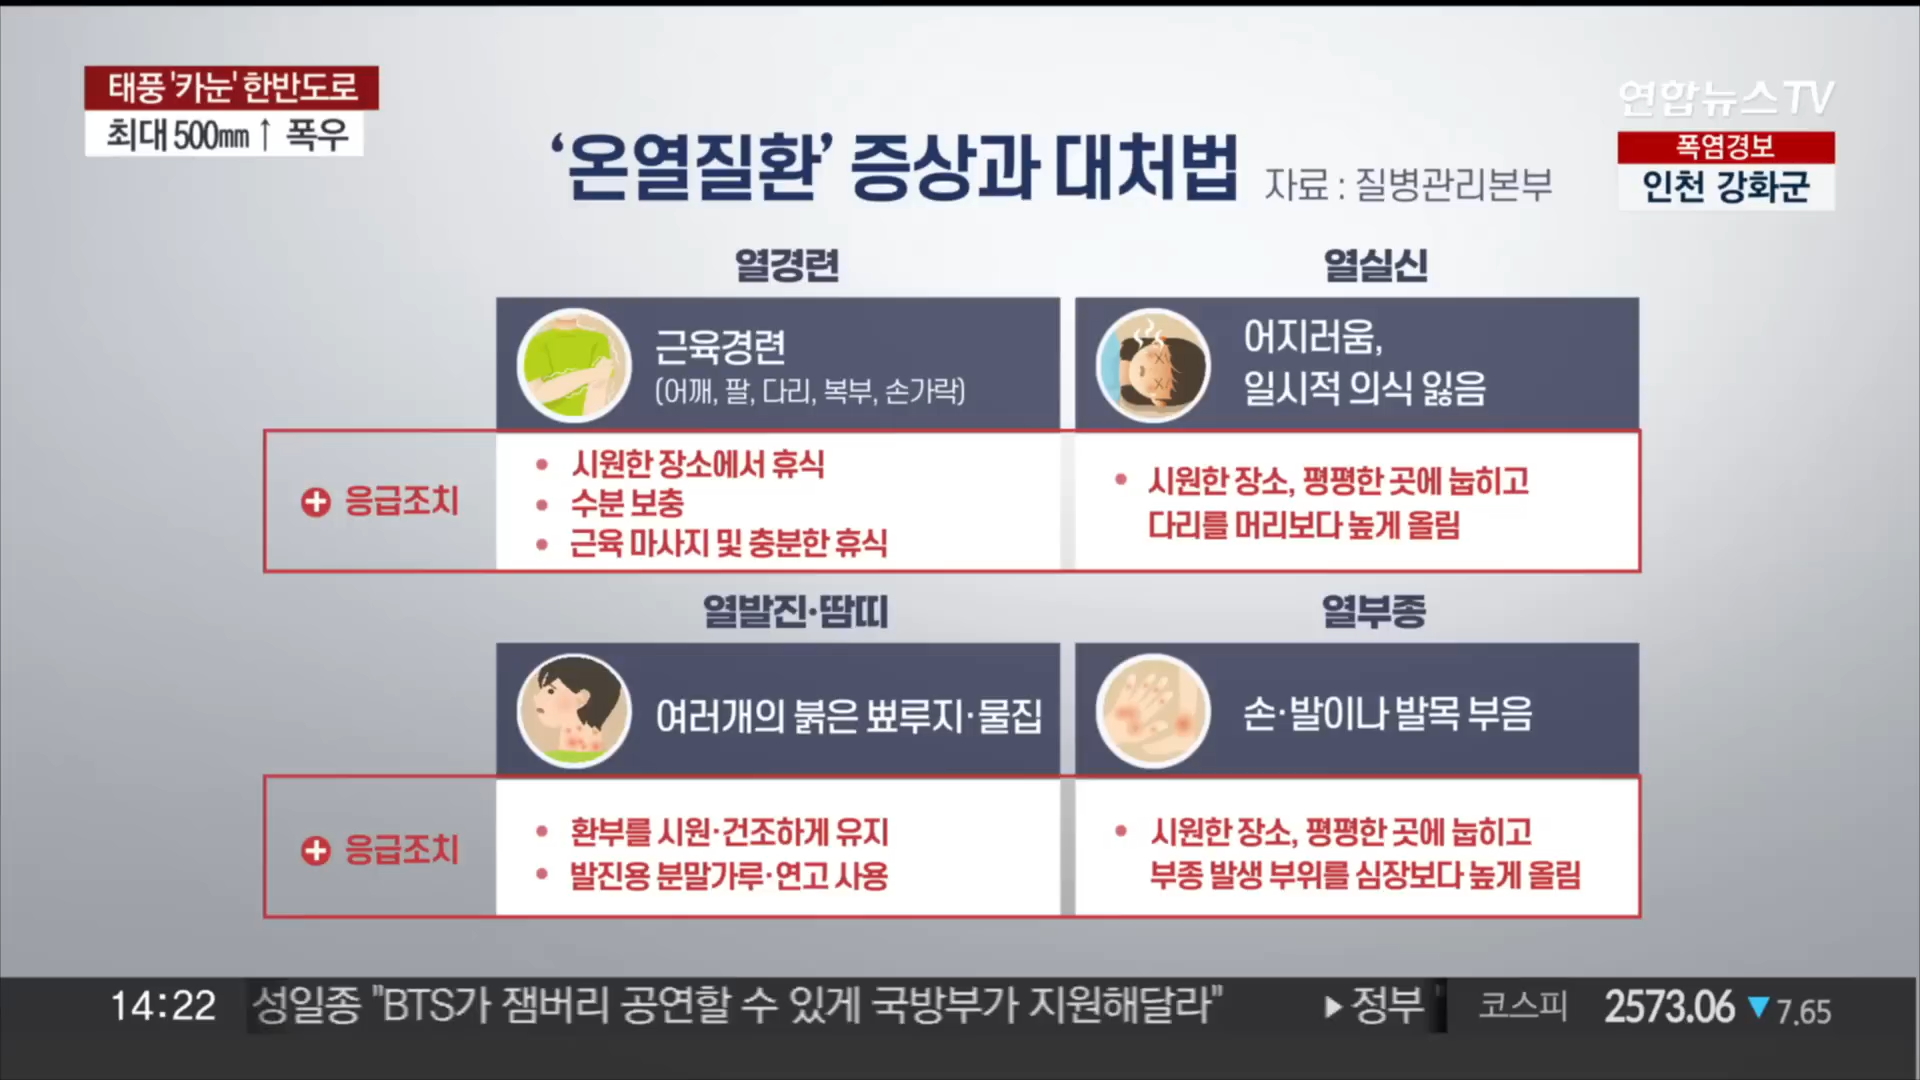 태풍 '카눈' 한반도로
최대 500㎜↑ 폭우
연합뉴스TV
폭염경보
인천 강화군
‘온열질환’ 증상과 대처법 자료 : 질병관리본부
열경련
근육경련
(어깨, 팔, 다리, 복부, 손가락)
열실신
어지러움,
일시적 의식 잃음
응급조치
• 시원한 장소에서 휴식
• 수분 보충
• 근육 마사지 및 충분한 휴식
• 시원한 장소, 평평한 곳에 눕히고
다리를 머리보다 높게 올림
열발진·땀띠
여러개의 붉은 뾰루지·물집
열부종
손·발이나 발목 부음
응급조치
• 환부를 시원·건조하게 유지
• 발진용 분말가루·연고 사용
• 시원한 장소, 평평한 곳에 눕히고
부종 발생 부위를 심장보다 높게 올림
14:22 성일종 "BTS가 잼버리 공연할 수 있게 국방부가 지원해달라" ▶정부 코스피 2573.06 ▼7.65